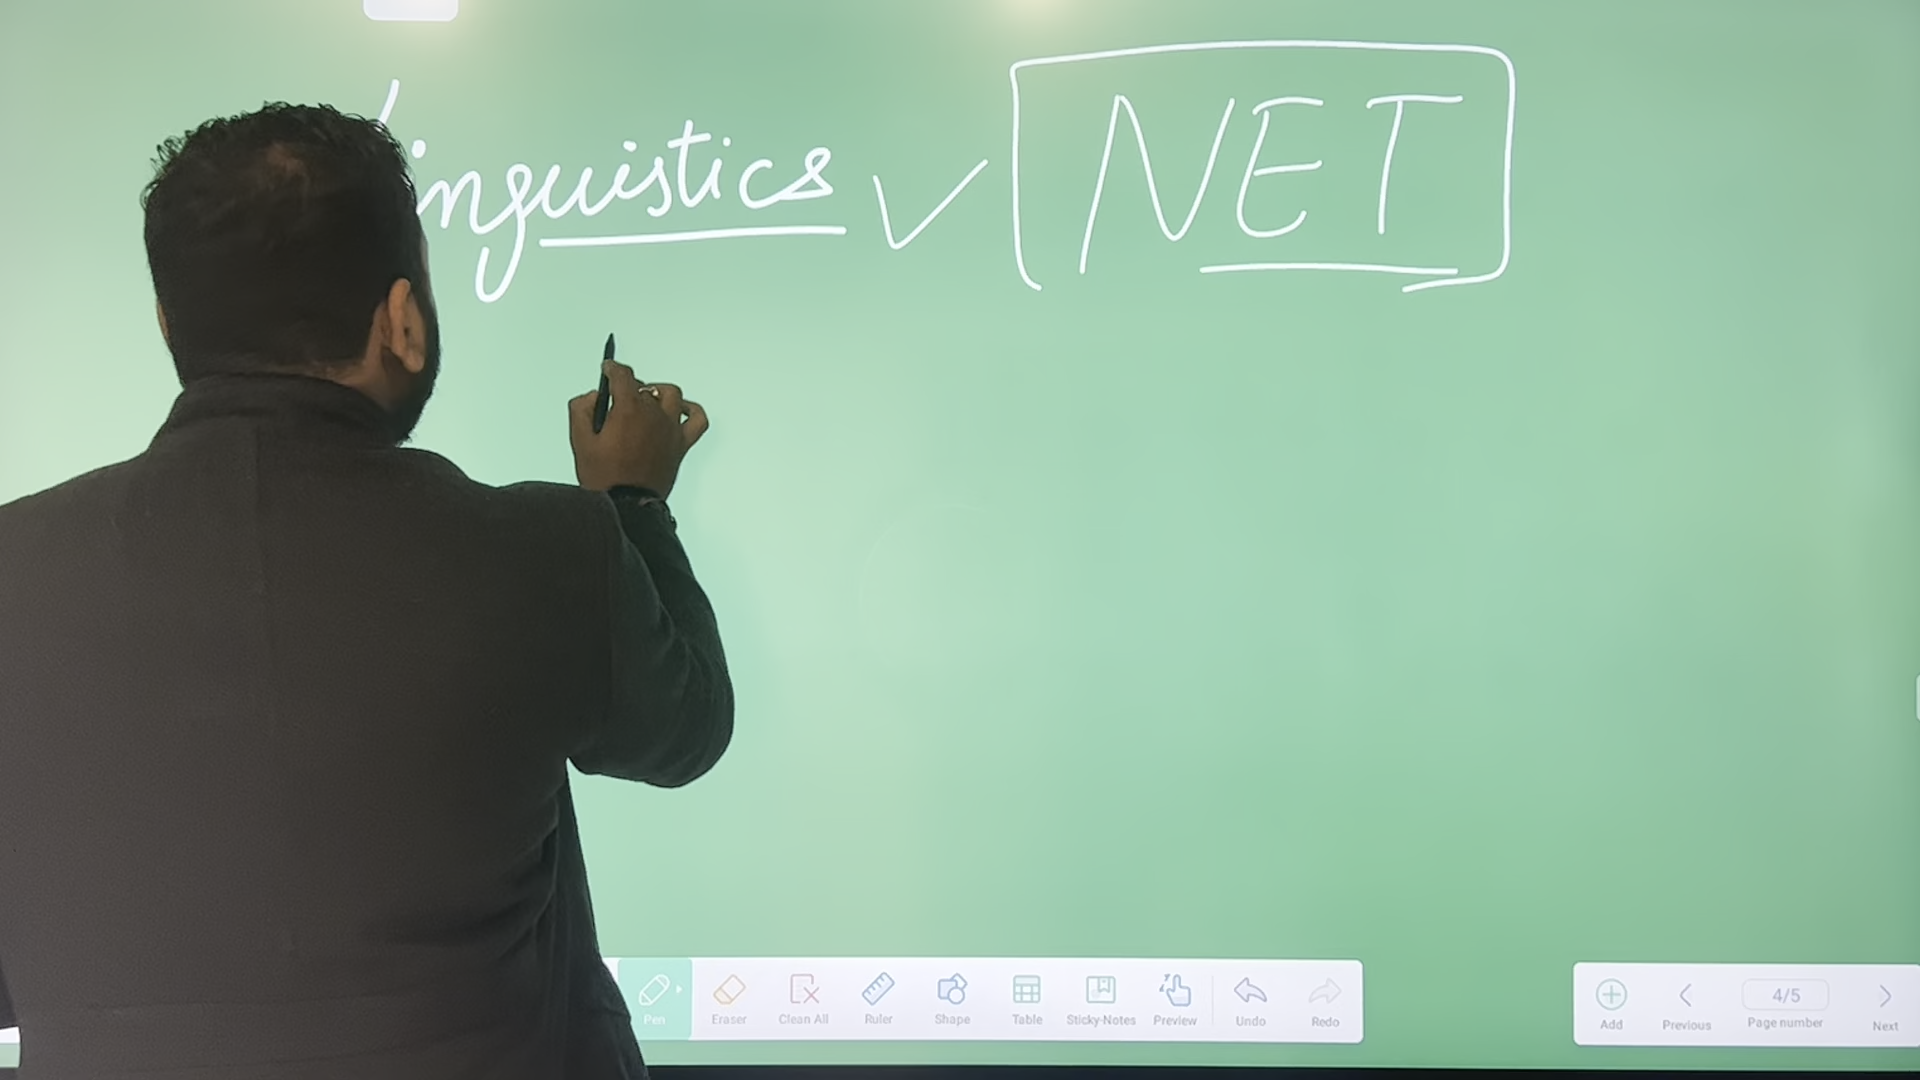 Linguistics NET
Pen Eraser Clean All Ruler Shape Table Sticky-Notes Preview Undo Redo
4/5
Add Previous Page number Next